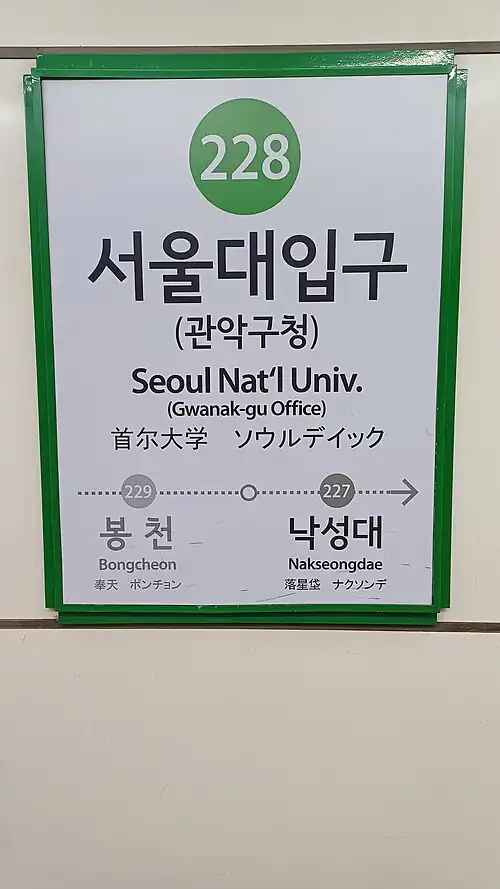 228
서울대입구
(관악구청)
Seoul Nat‘l Univ.
(Gwanak-gu Office)
首尔大学 ソウルデイック
229 227
봉천 낙성대
Bongcheon Nakseongdae
奉天 ポンチョン 落星垈 ナクソンデ